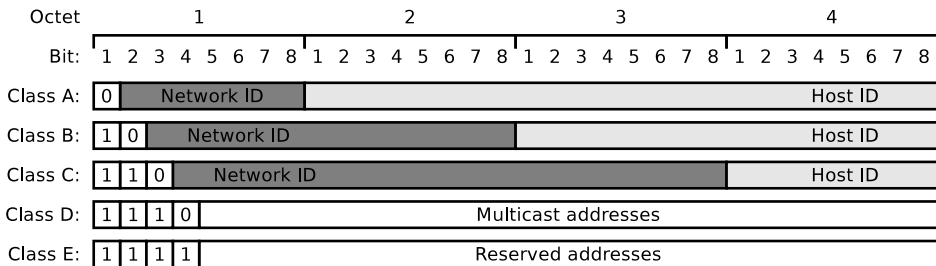 Octet 1 2 3 4
Bit: 1 2 3 4 5 6 7 8 1 2 3 4 5 6 7 8 1 2 3 4 5 6 7 8 1 2 3 4 5 6 7 8
Class A: 0 Network ID Host ID
Class B: 1 0 Network ID Host ID
Class C: 1 1 0 Network ID Host ID
Class D: 1 1 1 0 Multicast addresses
Class E: 1 1 1 1 Reserved addresses